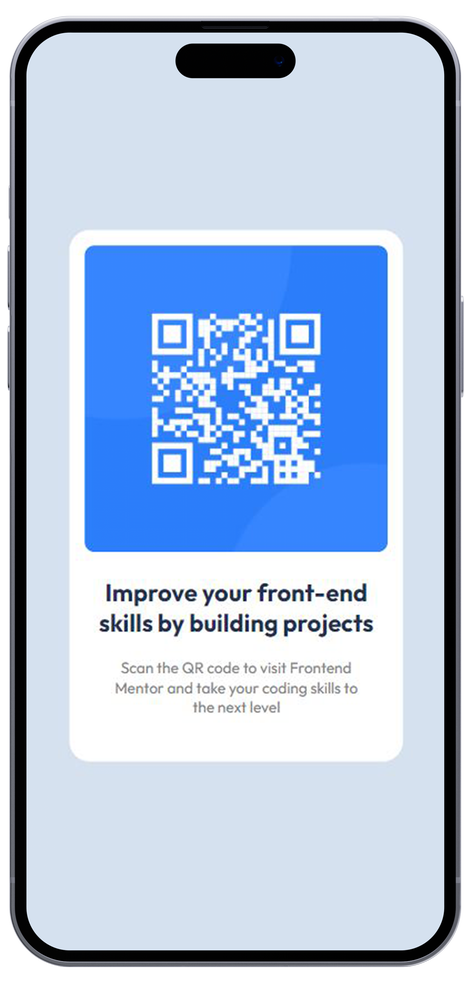 Improve your front-end
skills by building projects
Scan the QR code to visit Frontend
Mentor and take your coding skills to
the next level